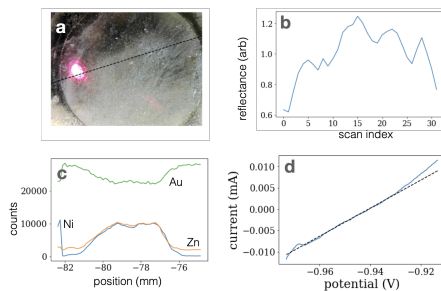 a
b
reflectance (arb)
1.2
1.0
0.8
0.6
0 5 10 15 20 25 30
scan index
c
counts
20000
10000
0
Au
Ni
Zn
−82 −80 −78 −76
position (mm)
d
current (mA)
0.010
0.005
0.000
−0.005
−0.010
−0.96 −0.94 −0.92
potential (V)